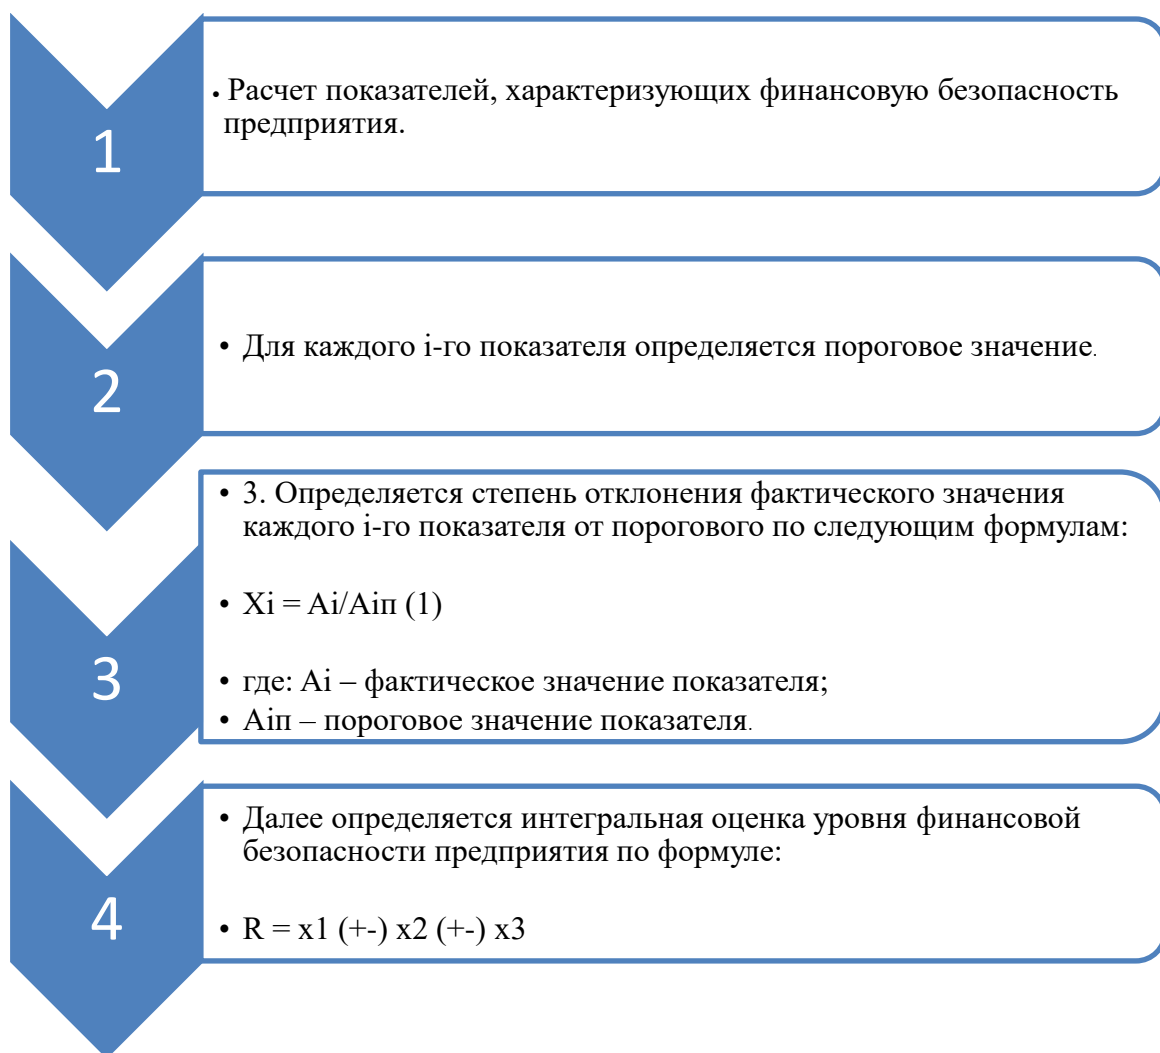 1
• Расчет показателей, характеризующих финансовую безопасность
предприятия.
2
• Для каждого i-го показателя определяется пороговое значение.
3
• 3. Определяется степень отклонения фактического значения
каждого i-го показателя от порогового по следующим формулам:
• Xi = Ai/Aiп (1)
• где: Ai – фактическое значение показателя;
• Aiп – пороговое значение показателя.
4
• Далее определяется интегральная оценка уровня финансовой
безопасности предприятия по формуле:
• R = x1 (+-) x2 (+-) x3